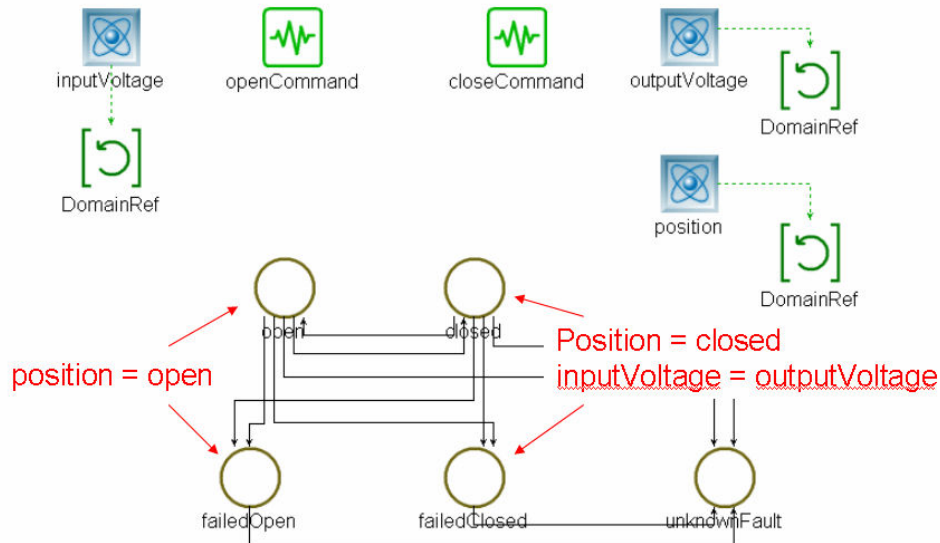 inputVoltage
openCommand
closeCommand
outputVoltage
DomainRef
DomainRef
position
DomainRef
open
closed
position = open
Position = closed
inputVoltage = outputVoltage
failedOpen
failedClosed
unknownFault